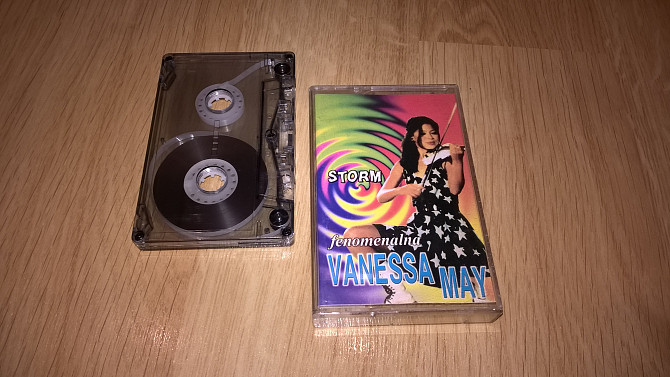 STORM
fenomenalna
VANESSA
MAY